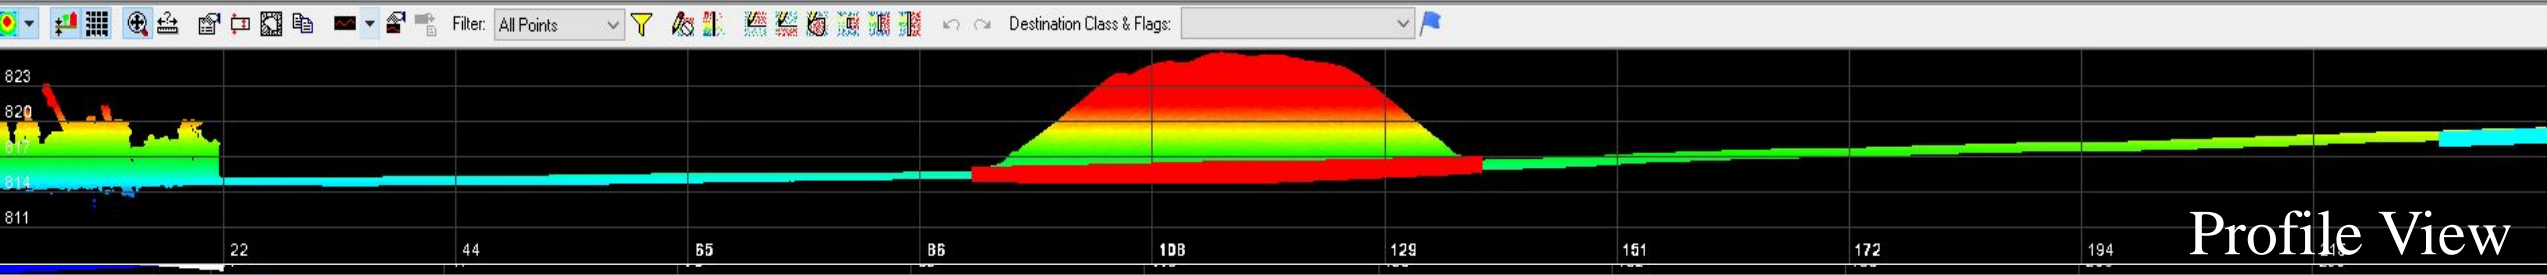 Filter: All Points Destination Class & Flags:
823
820
817
814
811
22 44 65 86 108 129 151 172 194
Profile View